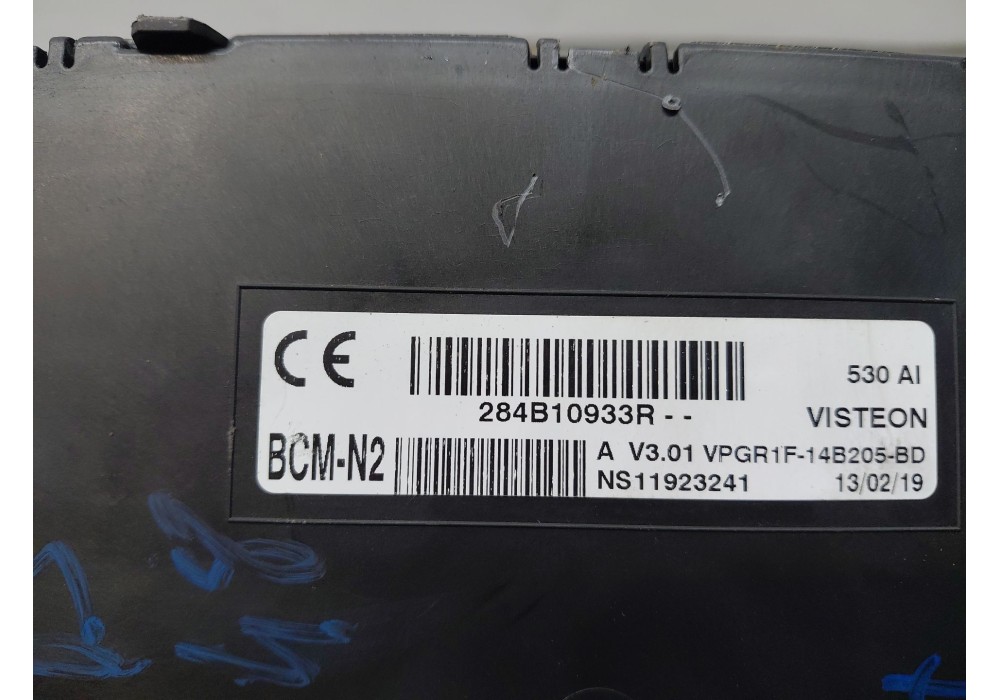 CE
530 AI
284B10933R - -
VISTEON
BCM-N2
A V3.01 VPGR1F-14B205-BD
NS11923241
13/02/19